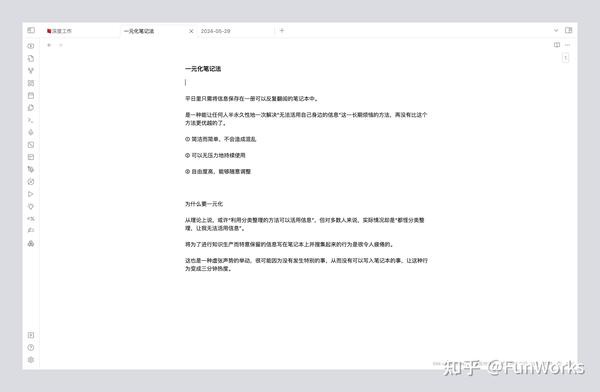 深度工作
一元化笔记法
2024-05-29
一元化笔记法
平日里只需将信息保存在一册可以反复翻阅的笔记本中。
是一种能让任何人半永久性地一次解决“无法活用自己身边的信息”这一长期烦恼的方法，再没有比这个
方法更优越的了。
① 简洁而简单，不会造成混乱
② 可以无压力地持续使用
③ 自由度高，能够随意调整
为什么要一元化
从理论上说，或许“利用分类整理的方法可以活用信息”，但对多数人来说，实际情况却是“都怪分类整
理，让我无法活用信息”。
将为了进行知识生产而特意保留的信息写在笔记本上并搜集起来的行为是很令人疲倦的。
这也是一种虚张声势的举动，很可能因为没有发生特别的事，从而没有可以写入笔记本的事，让这种行
为变成三分钟热度。
知乎 @FunWorks